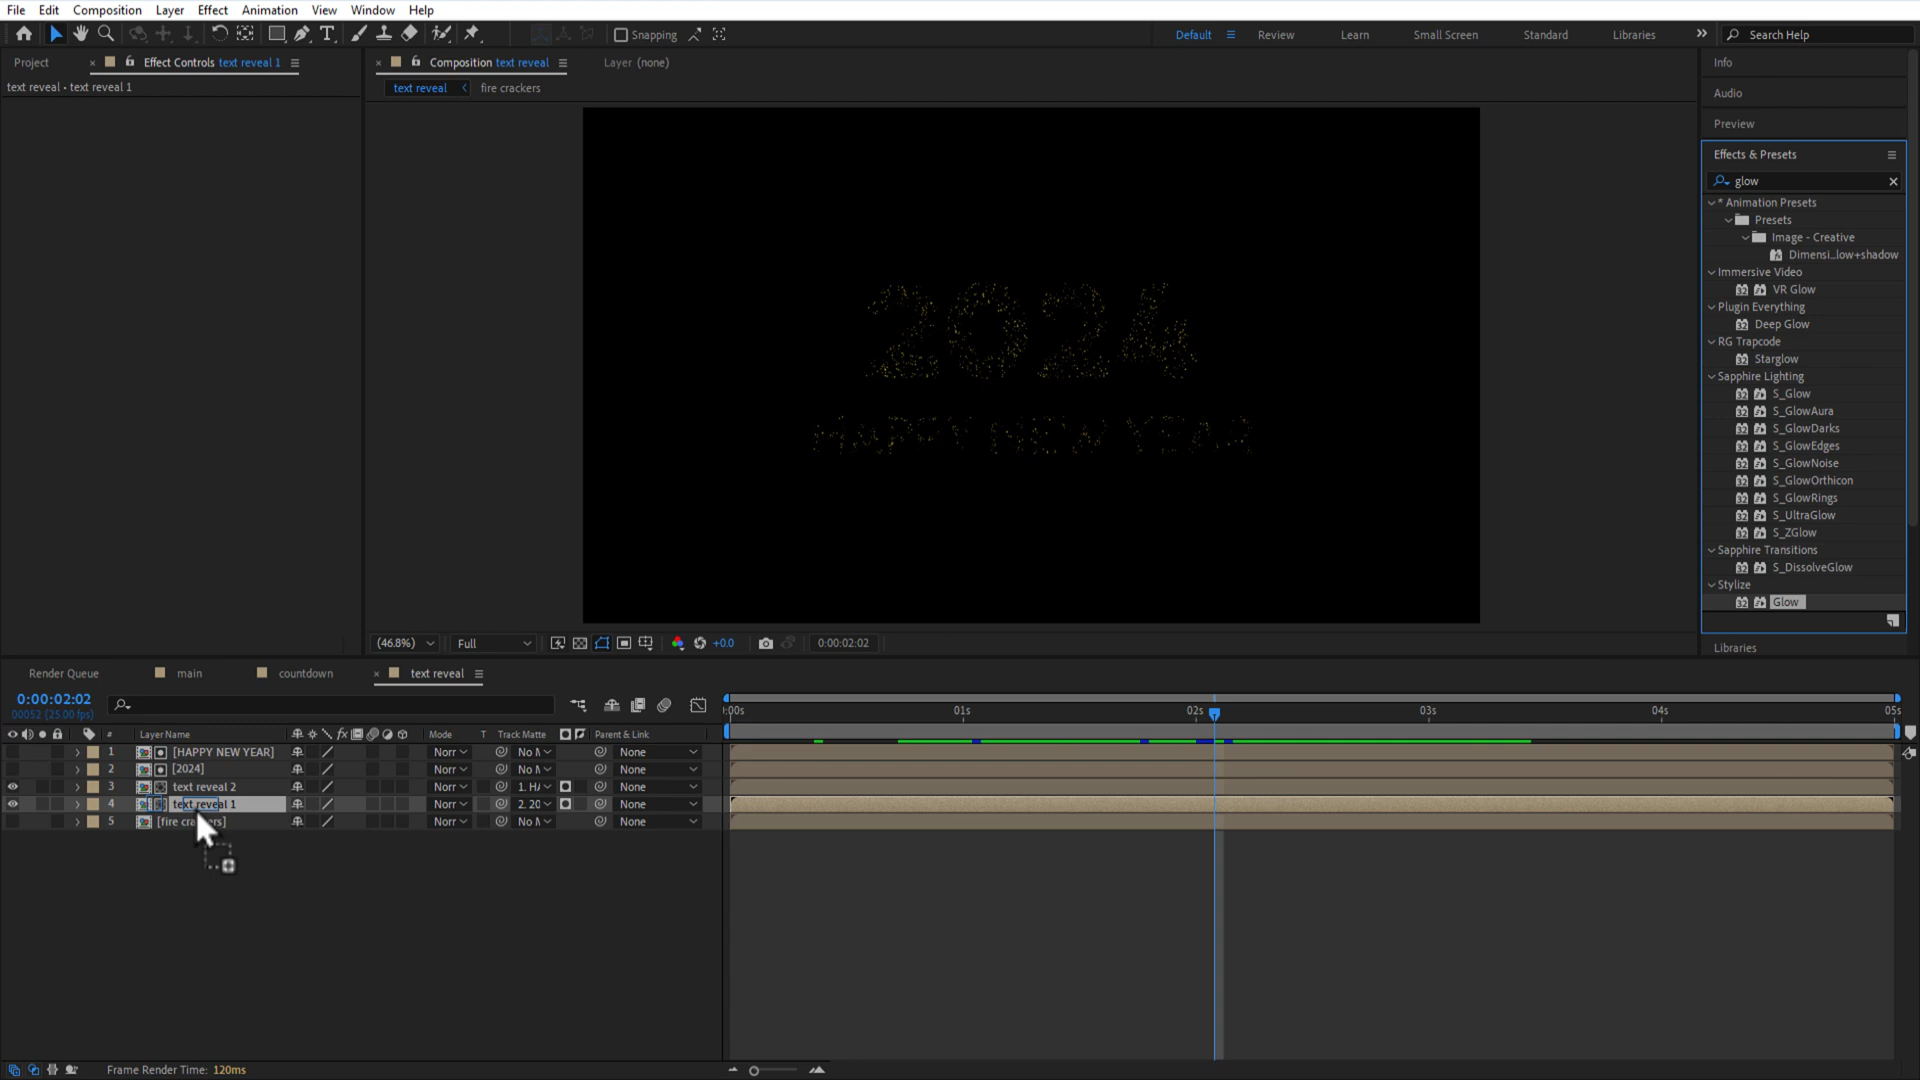 File Edit Composition Layer Effect Animation View Window Help
Snapping
Default Review Learn Small Screen Standard Libraries » Search Help
Project × Effect Controls text reveal 1
text reveal • text reveal 1
× Composition text reveal
Layer (none)
text reveal < fire crackers
2024
HAPPY NEW YEAR
(46.8%) Full +0.0 0:00:02:02
Info
Audio
Preview
Effects & Presets
glow
* Animation Presets
Presets
Image - Creative
Dimensi...low+shadow
Immersive Video
VR Glow
Plugin Everything
Deep Glow
RG Trapcode
Starglow
Sapphire Lighting
S_Glow
S_GlowAura
S_GlowDarks
S_GlowEdges
S_GlowNoise
S_GlowOrthicon
S_GlowRings
S_UltraGlow
S_ZGlow
Sapphire Transitions
S_DissolveGlow
Stylize
Glow
Libraries
Render Queue main countdown × text reveal
0:00:02:02
00052 (25.00 fps)
:00s 01s 02s 03s 04s 05s
# Layer Name fx Mode T Track Matte Parent & Link
1 [HAPPY NEW YEAR] Norr No M None
2 [2024] Norr No M None
3 text reveal 2 Norr 1. HA None
4 text reveal 1 Norr 2. 20 None
5 [fire crackers] Norr No M None
Frame Render Time: 120ms